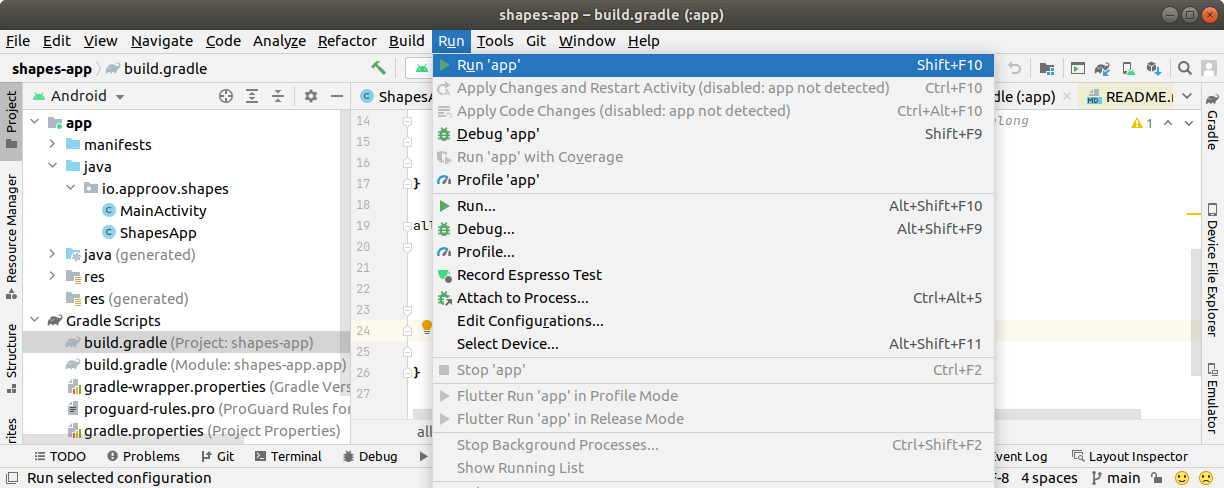 shapes-app – build.gradle (:app)
File Edit View Navigate Code Analyze Refactor Build Run Tools Git Window Help
shapes-app build.gradle
Run 'app' Shift+F10
Apply Changes and Restart Activity (disabled: app not detected) Ctrl+F10
Apply Code Changes (disabled: app not detected) Ctrl+Alt+F10
Debug 'app' Shift+F9
Run 'app' with Coverage
Profile 'app'
Run... Alt+Shift+F10
Debug... Alt+Shift+F9
Profile...
Record Espresso Test
Attach to Process... Ctrl+Alt+5
Edit Configurations...
Select Device... Alt+Shift+F11
Stop 'app' Ctrl+F2
Flutter Run 'app' in Profile Mode
Flutter Run 'app' in Release Mode
Stop Background Processes... Ctrl+Shift+F2
Show Running List
Project
Resource Manager
Structure
rites
Android
app
manifests
java
io.approov.shapes
MainActivity
ShapesApp
java (generated)
res
res (generated)
Gradle Scripts
build.gradle (Project: shapes-app)
build.gradle (Module: shapes-app.app)
gradle-wrapper.properties (Gradle Vers
proguard-rules.pro (ProGuard Rules for
gradle.properties (Project Properties)
ShapesA
dle (:app)
MD README.
14
elong
1
15
16
17 }
18
19 all
20
21
22
23
24
25
26 }
27
all
Gradle
Device File Explorer
Emulator
TODO Problems Git Terminal Debug
vent Log Layout Inspector
Run selected configuration
F-8 4 spaces main